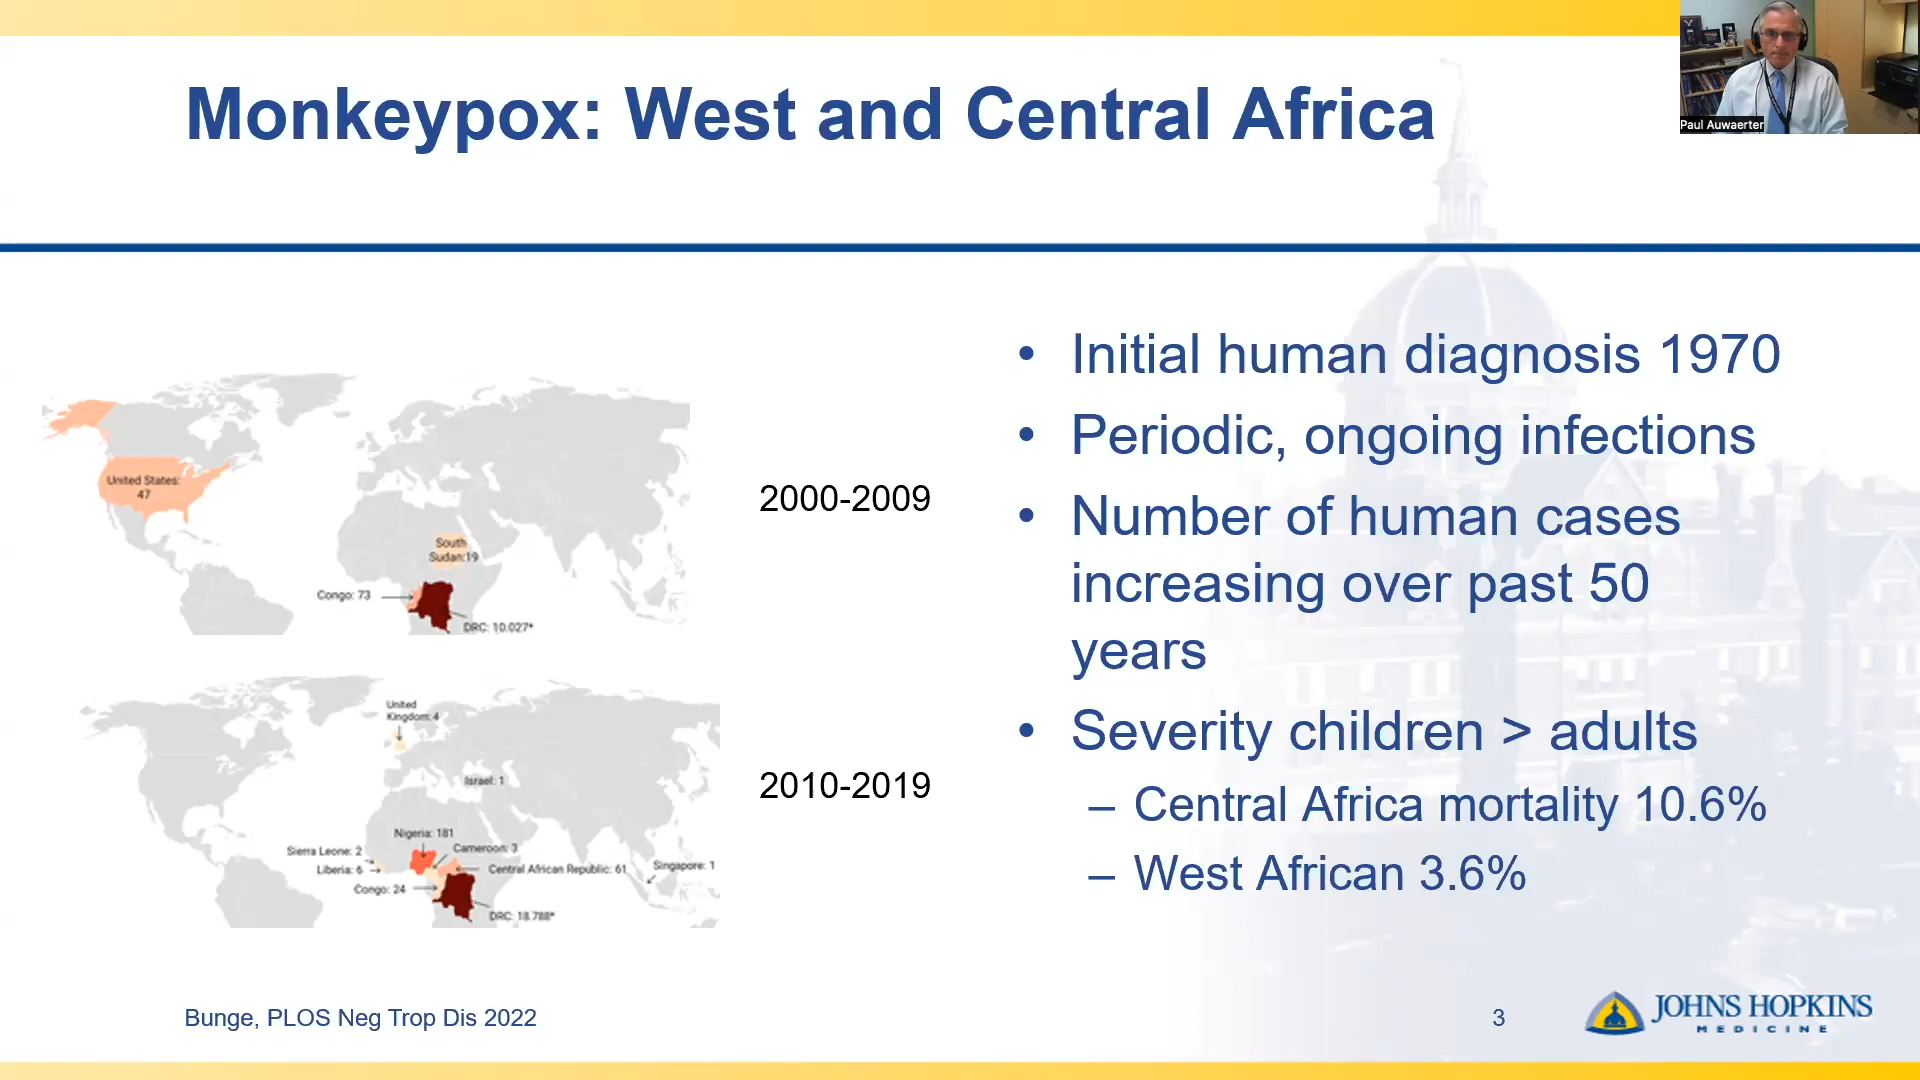 Monkeypox: West and Central Africa
Paul Auwaerter
United States:
47
South
Sudan:19
Congo: 73
DRC: 10.027*
2000-2009
United
Kingdom:4
Israel: 1
Nigeria: 181
Cameroon: 3
Sierra Leone: 2
Liberia: 6
Central African Republic: 61
Singapore: 1
Congo: 24
DRC: 18.788*
2010-2019
• Initial human diagnosis 1970
• Periodic, ongoing infections
• Number of human cases
increasing over past 50
years
• Severity children > adults
– Central Africa mortality 10.6%
– West African 3.6%
Bunge, PLOS Neg Trop Dis 2022
3
JOHNS HOPKINS
MEDICINE